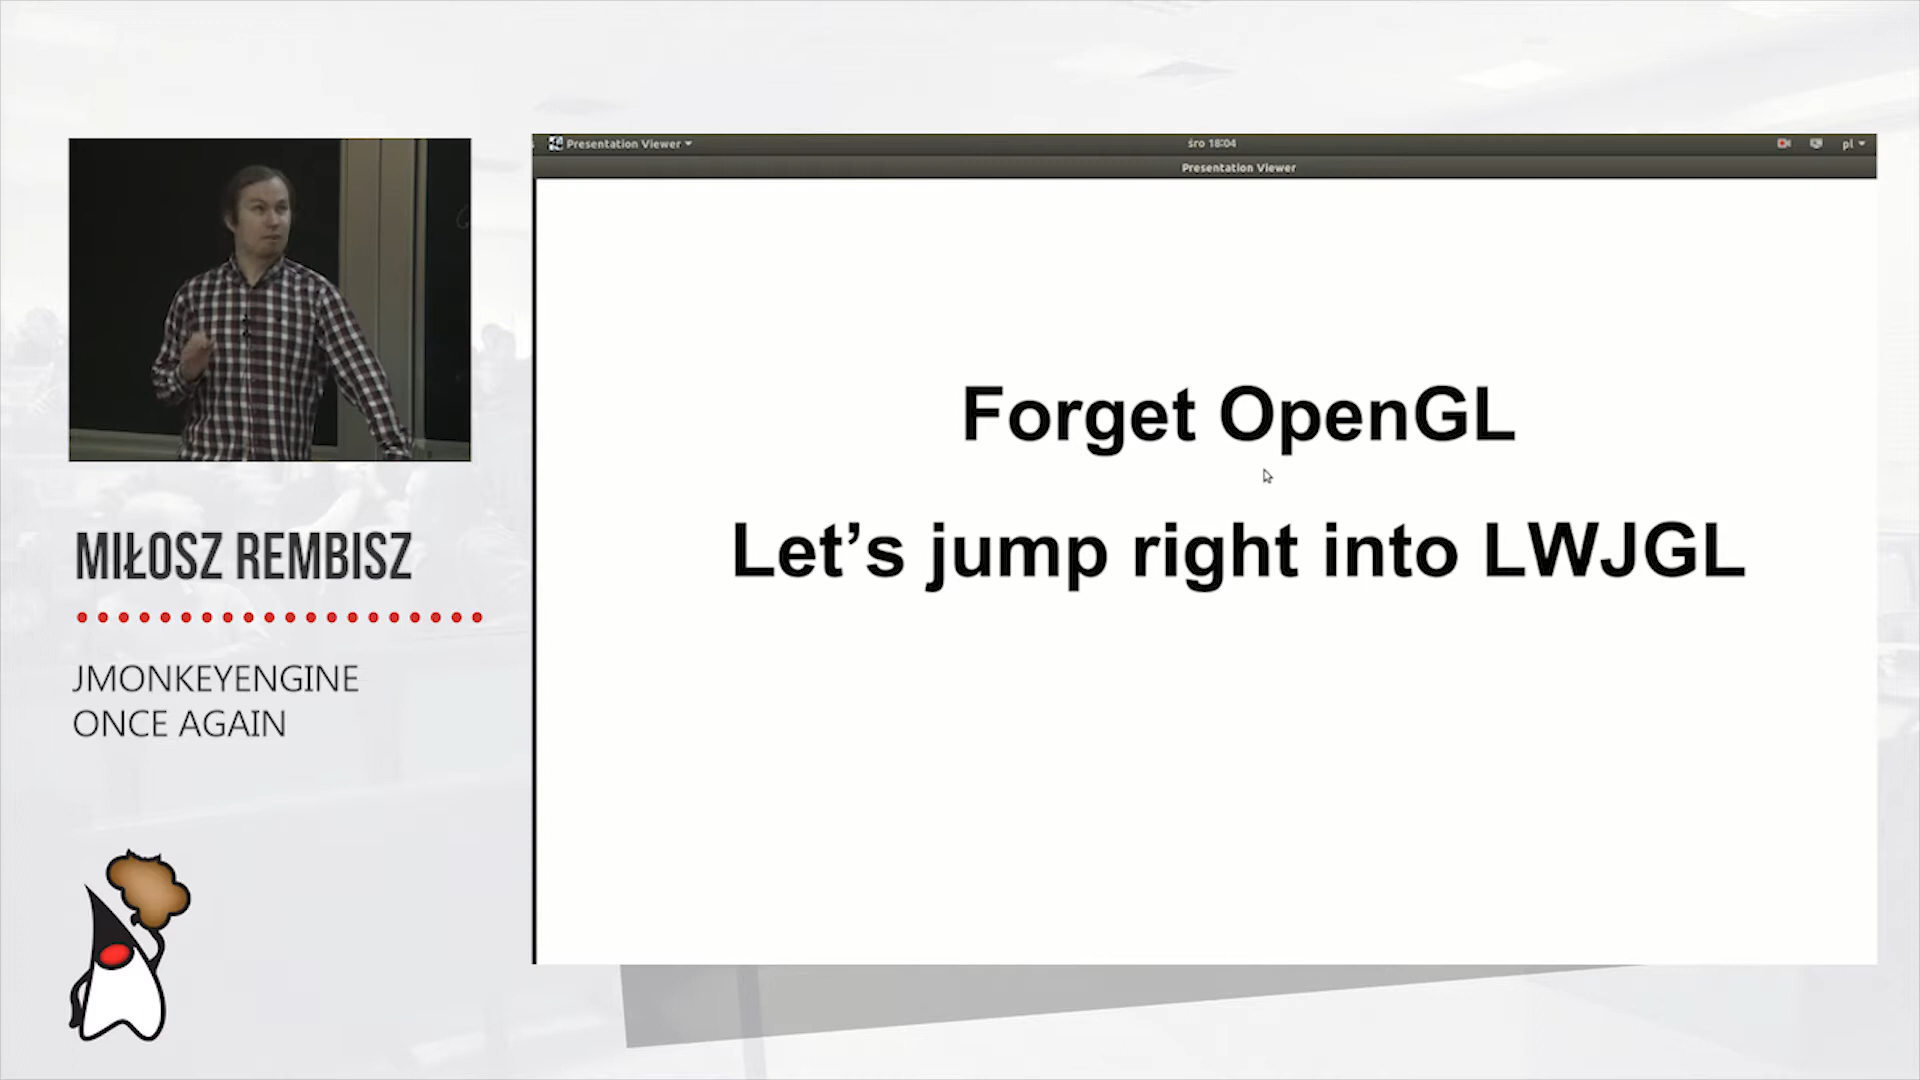 Presentation Viewer
śro 18:04
pl
Presentation Viewer
Forget OpenGL
Let’s jump right into LWJGL
MIŁOSZ REMBISZ
JMONKEYENGINE
ONCE AGAIN